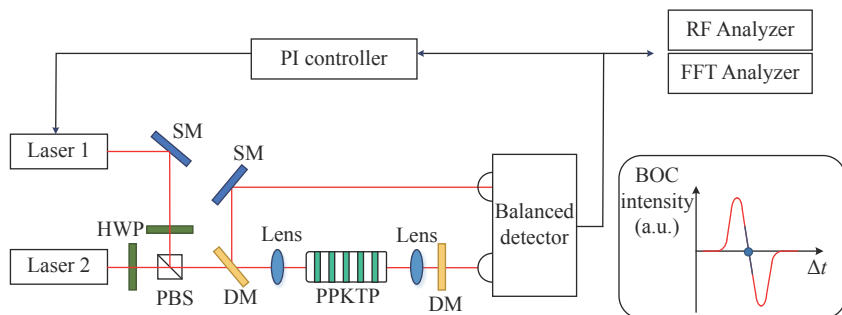 RF Analyzer
PI controller
FFT Analyzer
SM
Laser 1
SM
BOC
intensity
(a.u.)
Balanced
detector
HWP
Lens
Lens
Laser 2
Δt
PBS
DM
PPKTP
DM